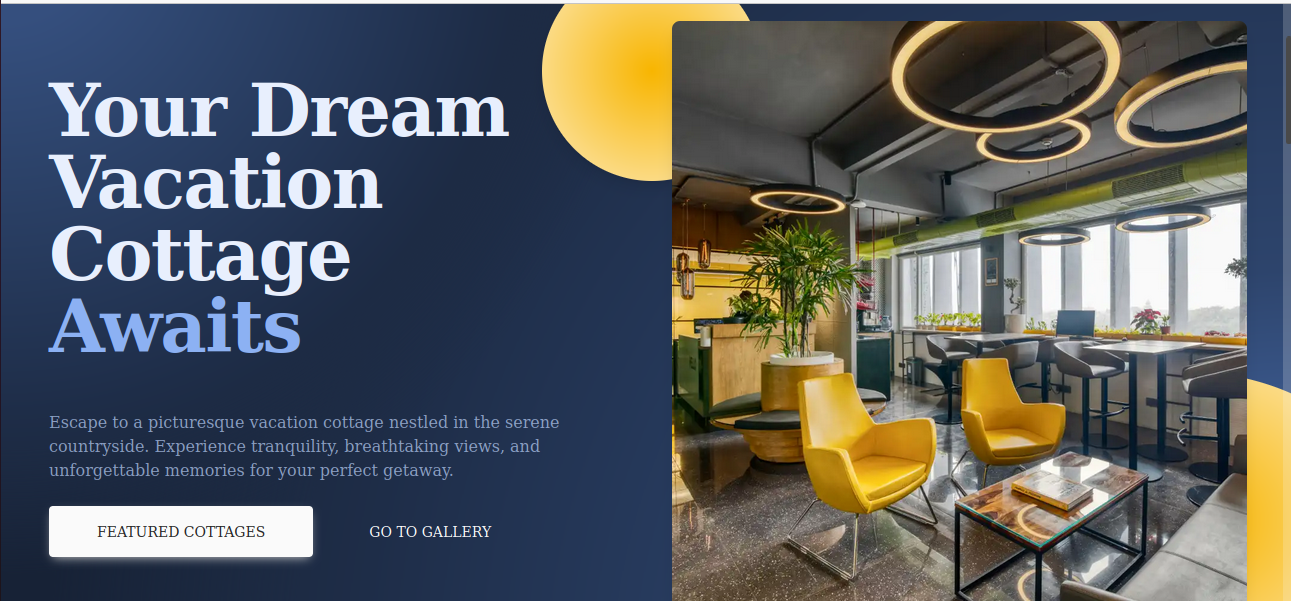 Your Dream
Vacation
Cottage
Awaits
Escape to a picturesque vacation cottage nestled in the serene
countryside. Experience tranquility, breathtaking views, and
unforgettable memories for your perfect getaway.
FEATURED COTTAGES
GO TO GALLERY